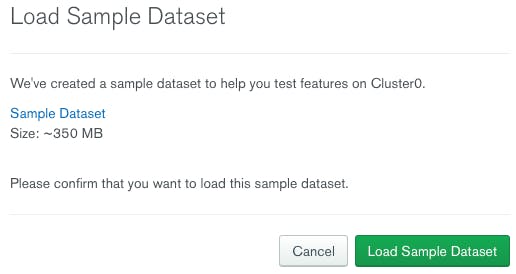 Load Sample Dataset
We've created a sample dataset to help you test features on Cluster0.
Sample Dataset
Size: ~350 MB
Please confirm that you want to load this sample dataset.
Cancel
Load Sample Dataset